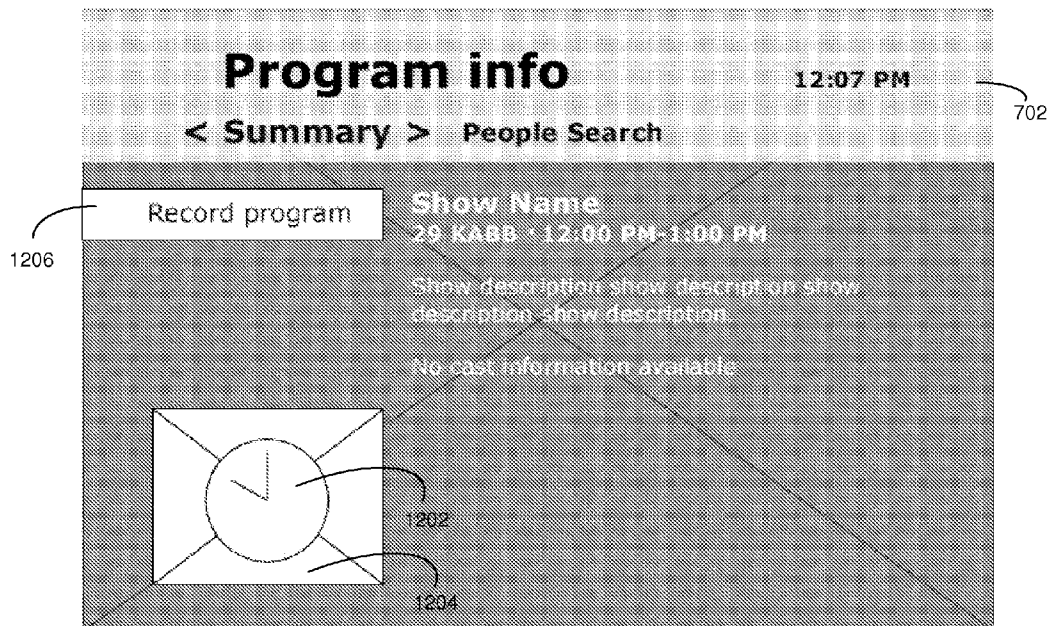 Program info
12:07 PM
702
< Summary > People Search
Record program
1206
Show Name
29 KABB * 12:00 PM-1:00 PM
Show description show description show
description show description
No cast information available
1202
1204